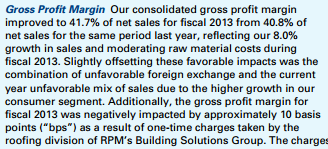 Gross Profit Margin Our consolidated gross profit margin
improved to 41.7% of net sales for fiscal 2013 from 40.8% of
net sales for the same period last year, reflecting our 8.0%
growth in sales and moderating raw material costs during
fiscal 2013. Slightly offsetting these favorable impacts was the
combination of unfavorable foreign exchange and the current
year unfavorable mix of sales due to the higher growth in our
consumer segment. Additionally, the gross profit margin for
fiscal 2013 was negatively impacted by approximately 10 basis
points ("bps") as a result of one-time charges taken by the
roofing division of RPM's Building Solutions Group. The charges